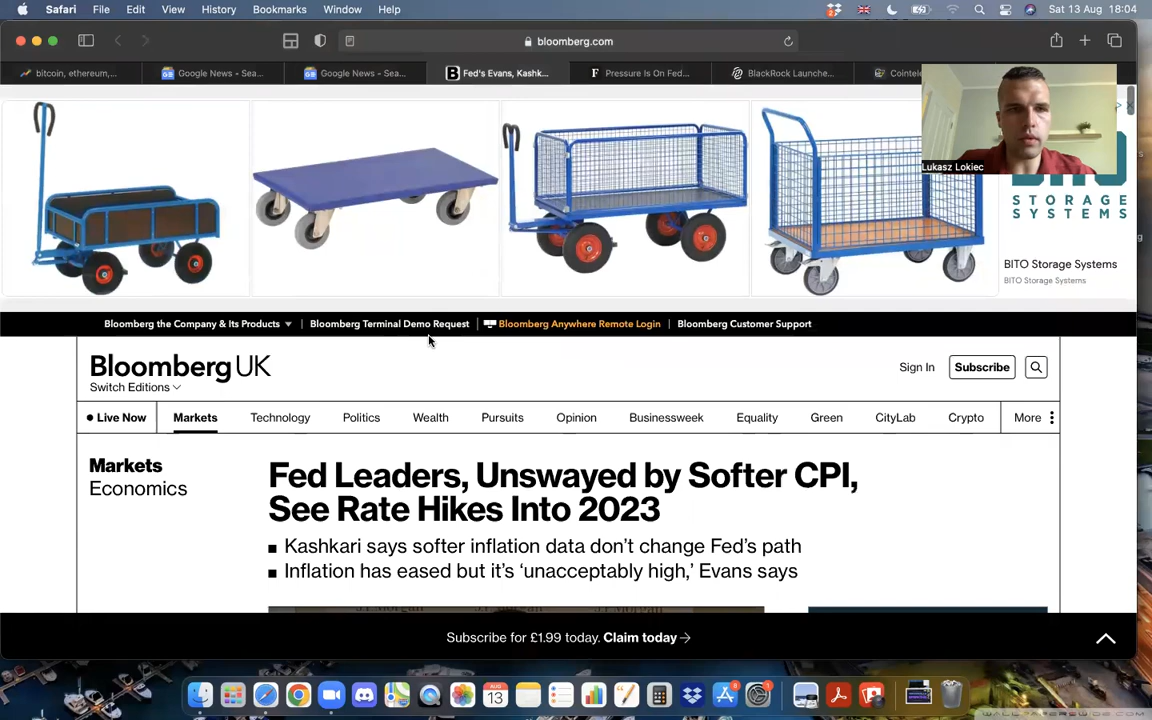 Safari File Edit View History Bookmarks Window Help Sat 13 Aug 18:04
bloomberg.com
bitcoin, ethereum,... Google News - Sea... Google News - Sea... Fed's Evans, Kashk... Pressure Is On Fed... BlackRock Launche... Cointele
Lukasz Lokiec
STORAGE
SYSTEMS
BITO Storage Systems
BITO Storage Systems
Bloomberg the Company & Its Products Bloomberg Terminal Demo Request Bloomberg Anywhere Remote Login Bloomberg Customer Support
Bloomberg UK
Switch Editions
Sign In Subscribe
Live Now Markets Technology Politics Wealth Pursuits Opinion Businessweek Equality Green CityLab Crypto More
Markets
Economics
Fed Leaders, Unswayed by Softer CPI,
See Rate Hikes Into 2023
Kashkari says softer inflation data don't change Fed's path
Inflation has eased but it's 'unacceptably high,' Evans says
Subscribe for £1.99 today. Claim today
AUG
13